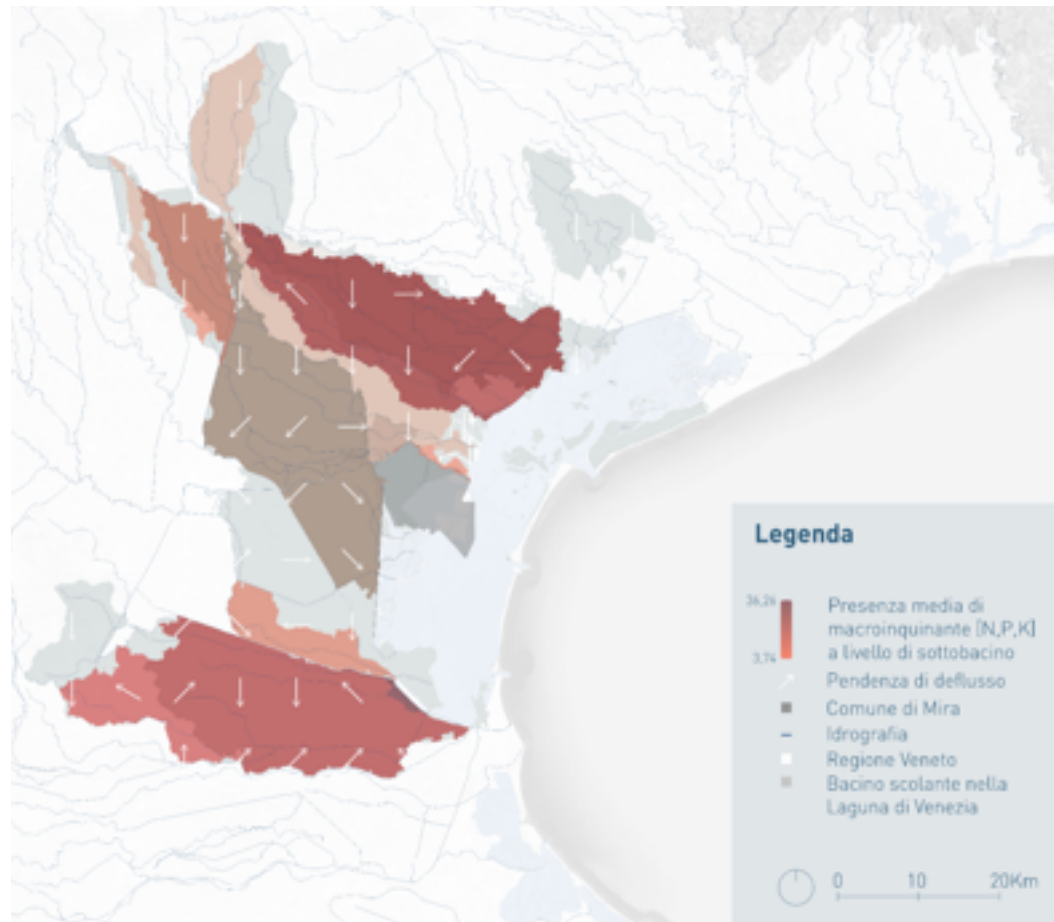 Legenda
36,26
3,74
Presenza media di
macroinquinante [N,P,K]
a livello di sottobacino
Pendenza di deflusso
Comune di Mira
Idrografia
Regione Veneto
Bacino scolante nella
Laguna di Venezia
0 10 20Km